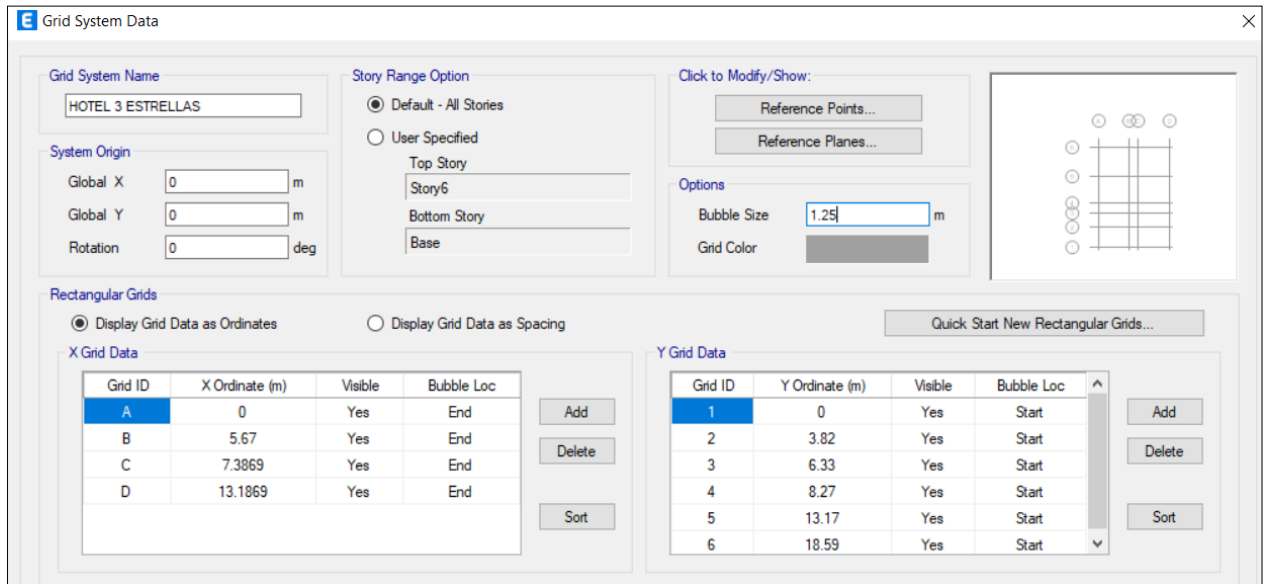 E Grid System Data
Grid System Name
HOTEL 3 ESTRELLAS
System Origin
Global X 0 m
Global Y 0 m
Rotation 0 deg
Story Range Option
Default - All Stories
User Specified
Top Story
Story6
Bottom Story
Base
Click to Modify/Show:
Reference Points...
Reference Planes...
Options
Bubble Size 1.25 m
Grid Color
Rectangular Grids
Display Grid Data as Ordinates Display Grid Data as Spacing Quick Start New Rectangular Grids...
X Grid Data
Grid ID X Ordinate (m) Visible Bubble Loc
A 0 Yes End
B 5.67 Yes End
C 7.3869 Yes End
D 13.1869 Yes End
Add
Delete
Sort
Y Grid Data
Grid ID Y Ordinate (m) Visible Bubble Loc
1 0 Yes Start
2 3.82 Yes Start
3 6.33 Yes Start
4 8.27 Yes Start
5 13.17 Yes Start
6 18.59 Yes Start
Add
Delete
Sort